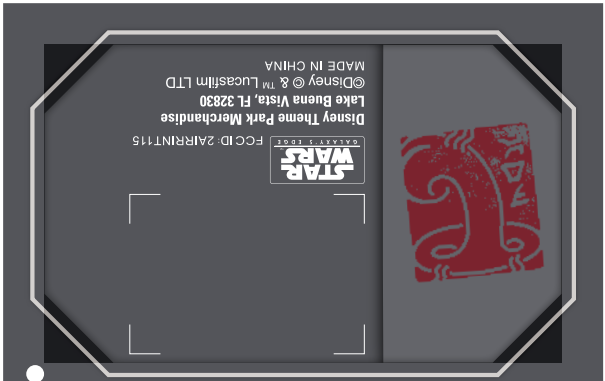 STAR
WARS
GALAXY'S EDGE
FCC ID: 2AIRRINT115
Disney Theme Park Merchandise
Lake Buena Vista, FL 32830
©Disney © & ™ Lucasfilm LTD
MADE IN CHINA